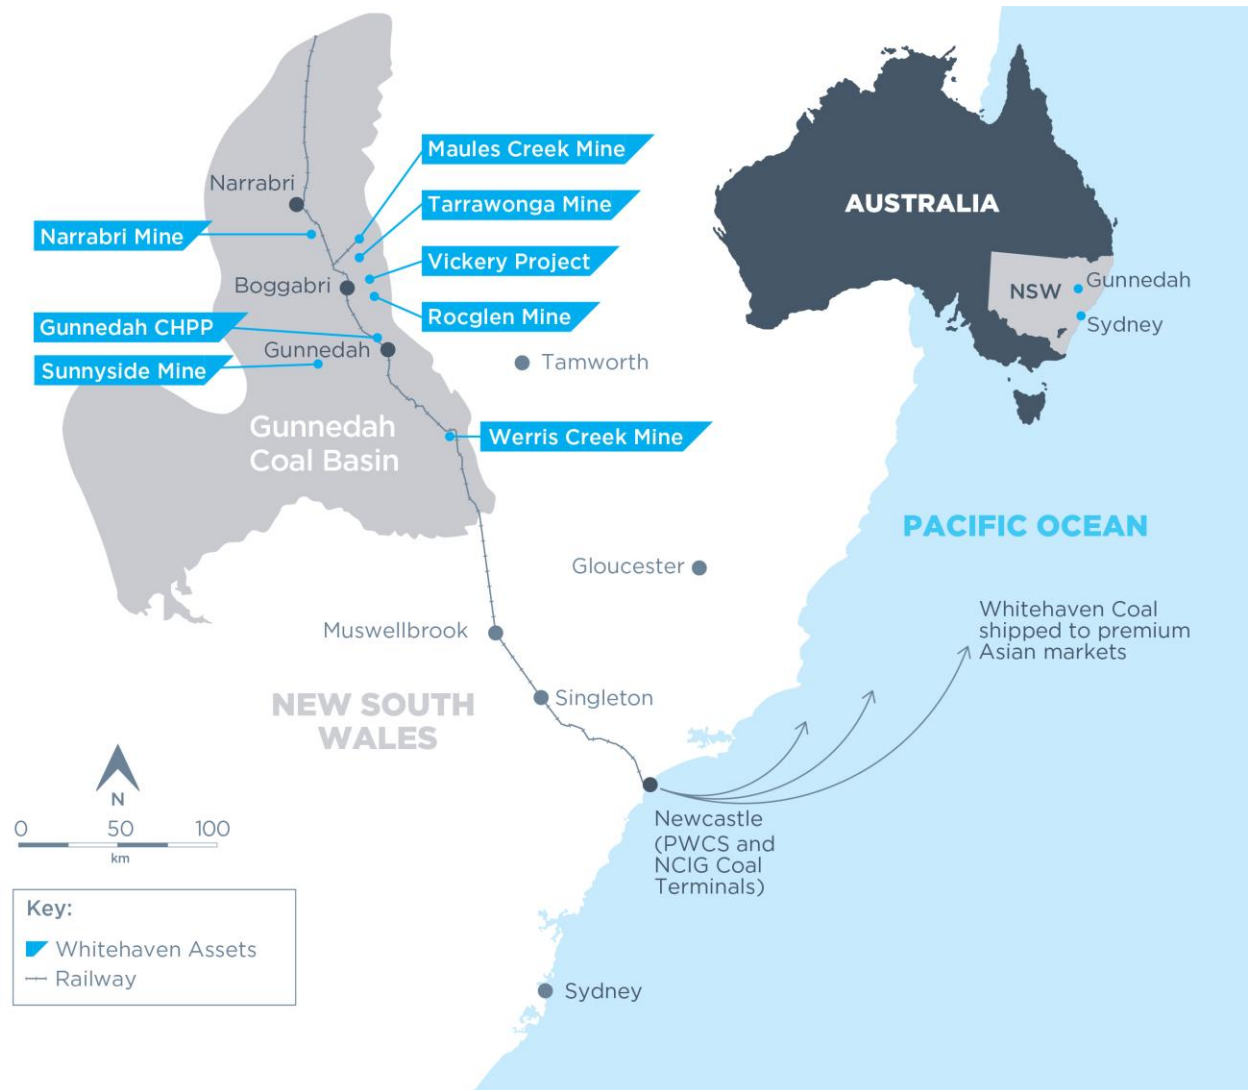 Maules Creek Mine
Narrabri
Tarrawonga Mine
Narrabri Mine
Vickery Project
Boggabri
Rocglen Mine
Gunnedah CHPP
Gunnedah
Sunnyside Mine
Tamworth
Gunnedah
Coal Basin
Werris Creek Mine
AUSTRALIA
NSW
Gunnedah
Sydney
PACIFIC OCEAN
Gloucester
Whitehaven Coal
shipped to premium
Asian markets
Muswellbrook
Singleton
NEW SOUTH
WALES
N
0 50 100
km
Newcastle
(PWCS and
NCIG Coal
Terminals)
Key:
Whitehaven Assets
Railway
Sydney